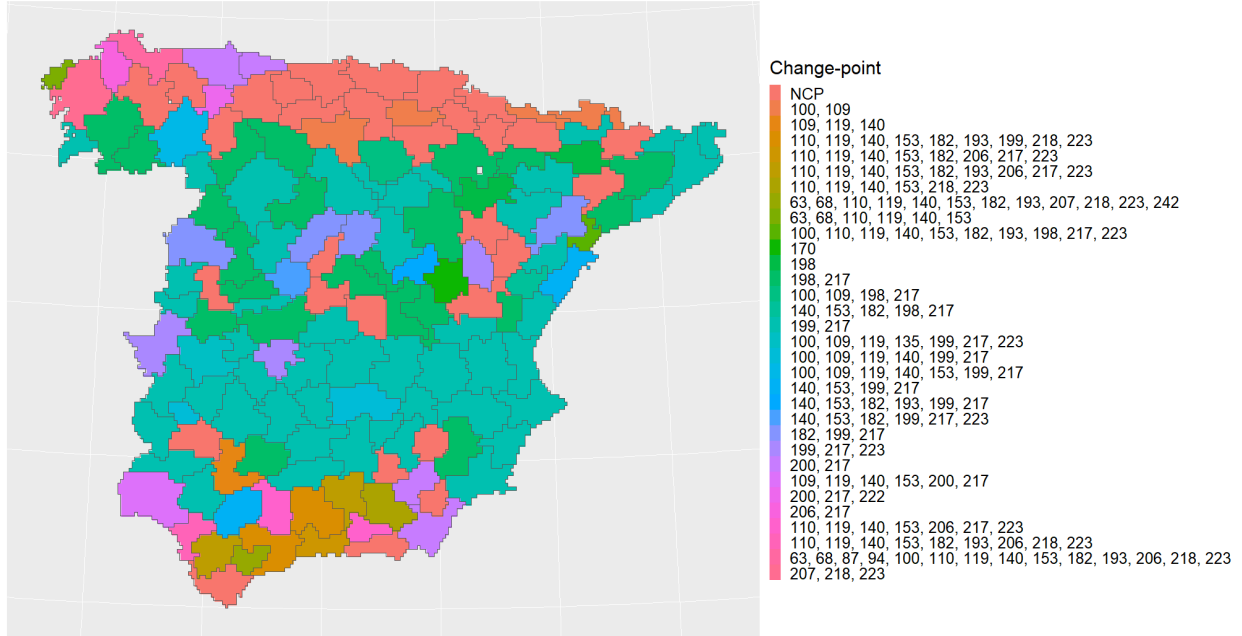 Change-point
NCP
100, 109
109, 119, 140
110, 119, 140, 153, 182, 193, 199, 218, 223
110, 119, 140, 153, 182, 206, 217, 223
110, 119, 140, 153, 182, 193, 206, 217, 223
110, 119, 140, 153, 218, 223
63, 68, 110, 119, 140, 153, 182, 193, 207, 218, 223, 242
63, 68, 110, 119, 140, 153
100, 110, 119, 140, 153, 182, 193, 198, 217, 223
170
198
198, 217
100, 109, 198, 217
140, 153, 182, 198, 217
199, 217
100, 109, 119, 135, 199, 217, 223
100, 109, 119, 140, 199, 217
100, 109, 119, 140, 153, 199, 217
140, 153, 199, 217
140, 153, 182, 193, 199, 217
140, 153, 182, 199, 217, 223
182, 199, 217
199, 217, 223
200, 217
109, 119, 140, 153, 200, 217
200, 217, 222
206, 217
110, 119, 140, 153, 206, 217, 223
110, 119, 140, 153, 182, 193, 206, 218, 223
63, 68, 87, 94, 100, 110, 119, 140, 153, 182, 193, 206, 218, 223
207, 218, 223